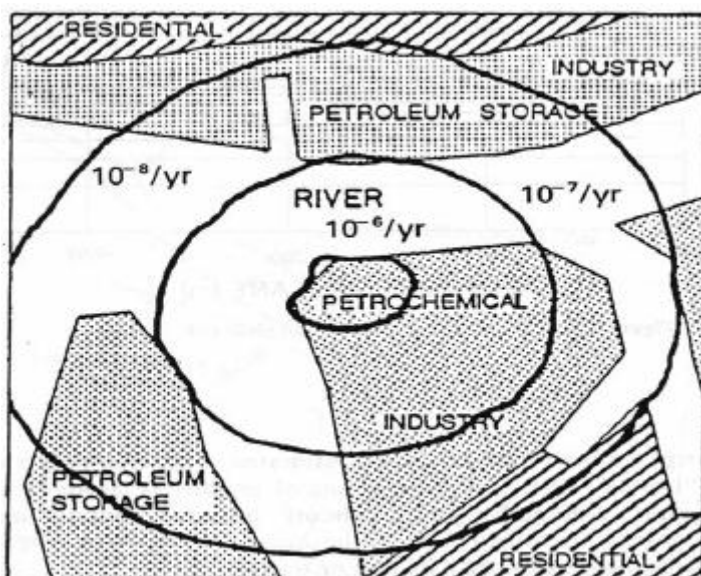 RESIDENTIAL
INDUSTRY
PETROLEUM STORAGE
10⁻⁸/yr
RIVER
10⁻⁷/yr
10⁻⁶/yr
PETROCHEMICAL
INDUSTRY
PETROLEUM
STORAGE
RESIDENTIAL